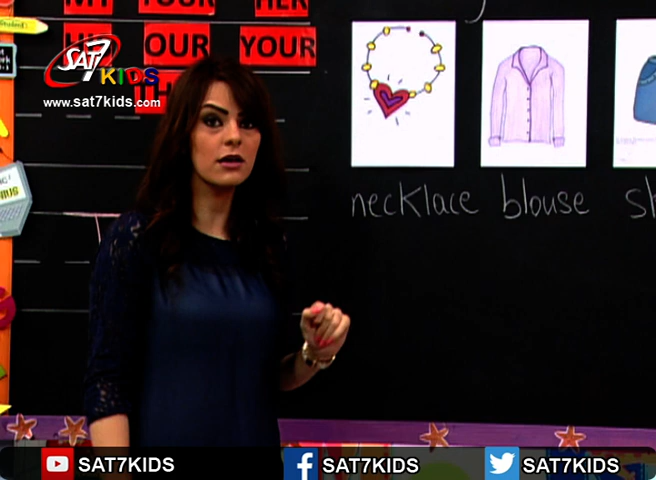 MY YOUR HER
OUR YOUR
SAT7 KIDS
www.sat7kids.com
necklace blouse
SAT7KIDS SAT7KIDS SAT7KIDS